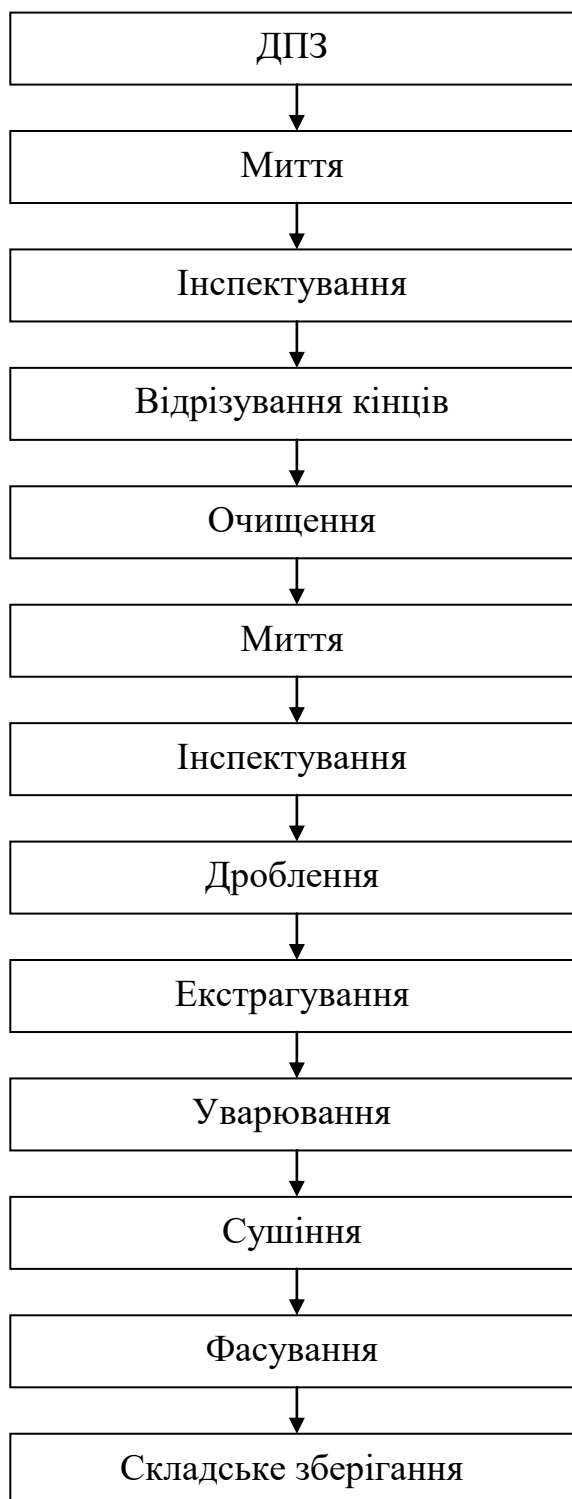 ДПЗ
Миття
Інспектування
Відрізування кінців
Очищення
Миття
Інспектування
Дроблення
Екстрагування
Уварювання
Сушіння
Фасування
Складське зберігання